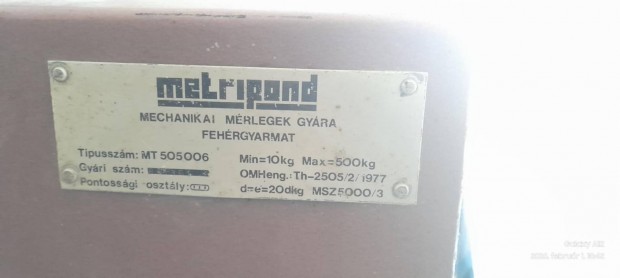 metripond
MECHANIKAI MÉRLEGEK GYÁRA
FEHÉRGYARMAT
Típusszám: MT 505006 Min=10kg Max=500kg
Gyári szám: OMHeng.: Th-2505/2/1977
Pontossági osztály: III d=e=20dkg MSZ5000/3